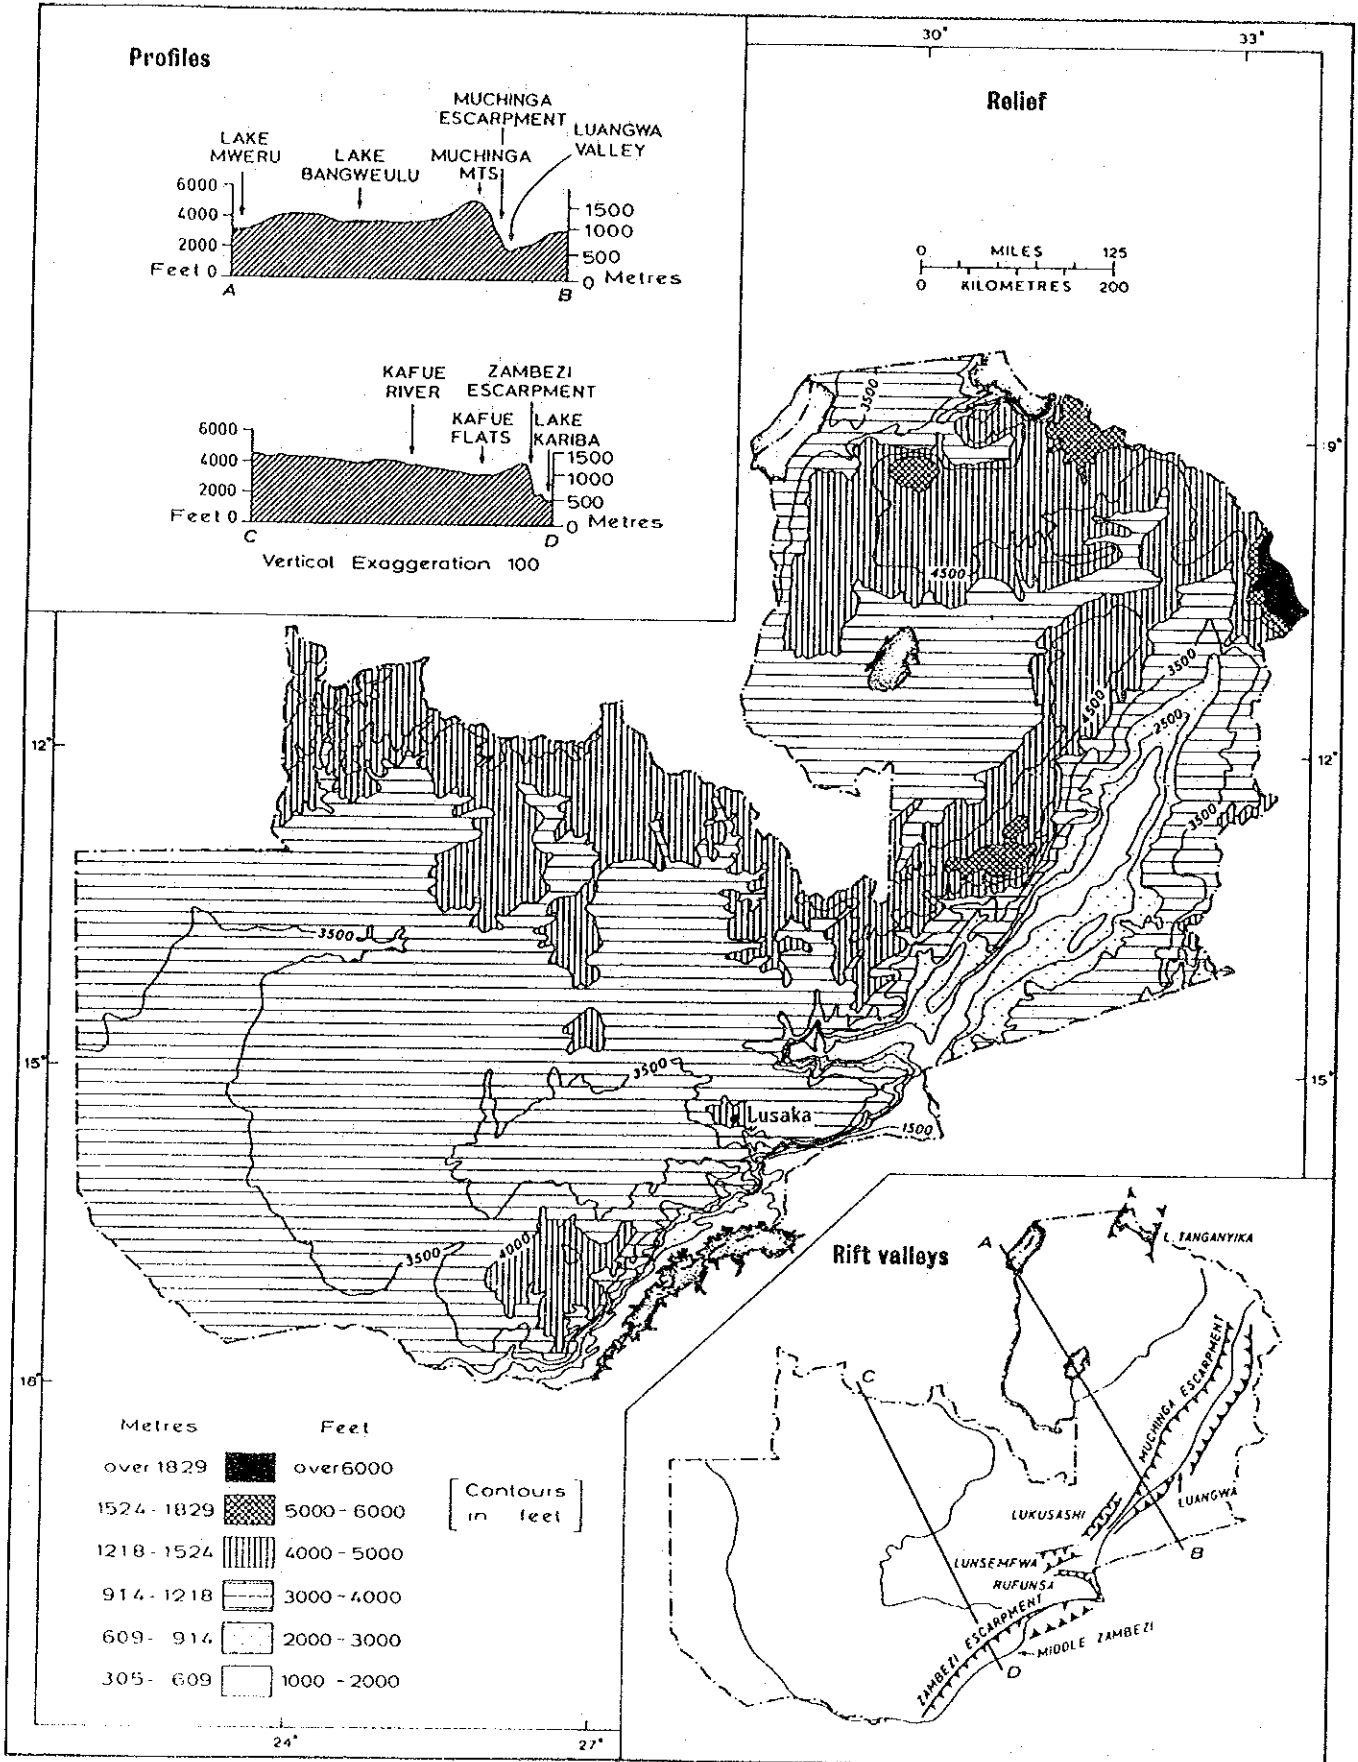 Profiles
LAKE
MWERU
LAKE
BANGWEULU
MUCHINGA
ESCARPMENT
MUCHINGA
MTS
LUANGWA
VALLEY
6000
4000
2000
Feet 0
1500
1000
500
0 Metres
A
B
KAFUE
RIVER
ZAMBEZI
ESCARPMENT
KAFUE
FLATS
LAKE
KARIBA
6000
4000
2000
Feet 0
1500
1000
500
0 Metres
C
D
Vertical Exaggeration 100
30°
33°
Relief
0 MILES 125
0 KILOMETRES 200
3500
9°
4500
3500
4500
2500
12°
12°
3500
3500
15°
3500
15°
Lusaka
1500
4000
3500
18°
24°
27°
Metres Feet
over 1829 over 6000
1524-1829 5000-6000
1218-1524 4000-5000
914-1218 3000-4000
609-914 2000-3000
305-609 1000-2000
Contours
in feet
Rift valleys
A
L. TANGANYIKA
C
MUCHINGA ESCARPMENT
LUANGWA
LUKUSASHI
B
LUNSEMFWA
RUFUNSA
ZAMBEZI ESCARPMENT
MIDDLE ZAMBEZI
D